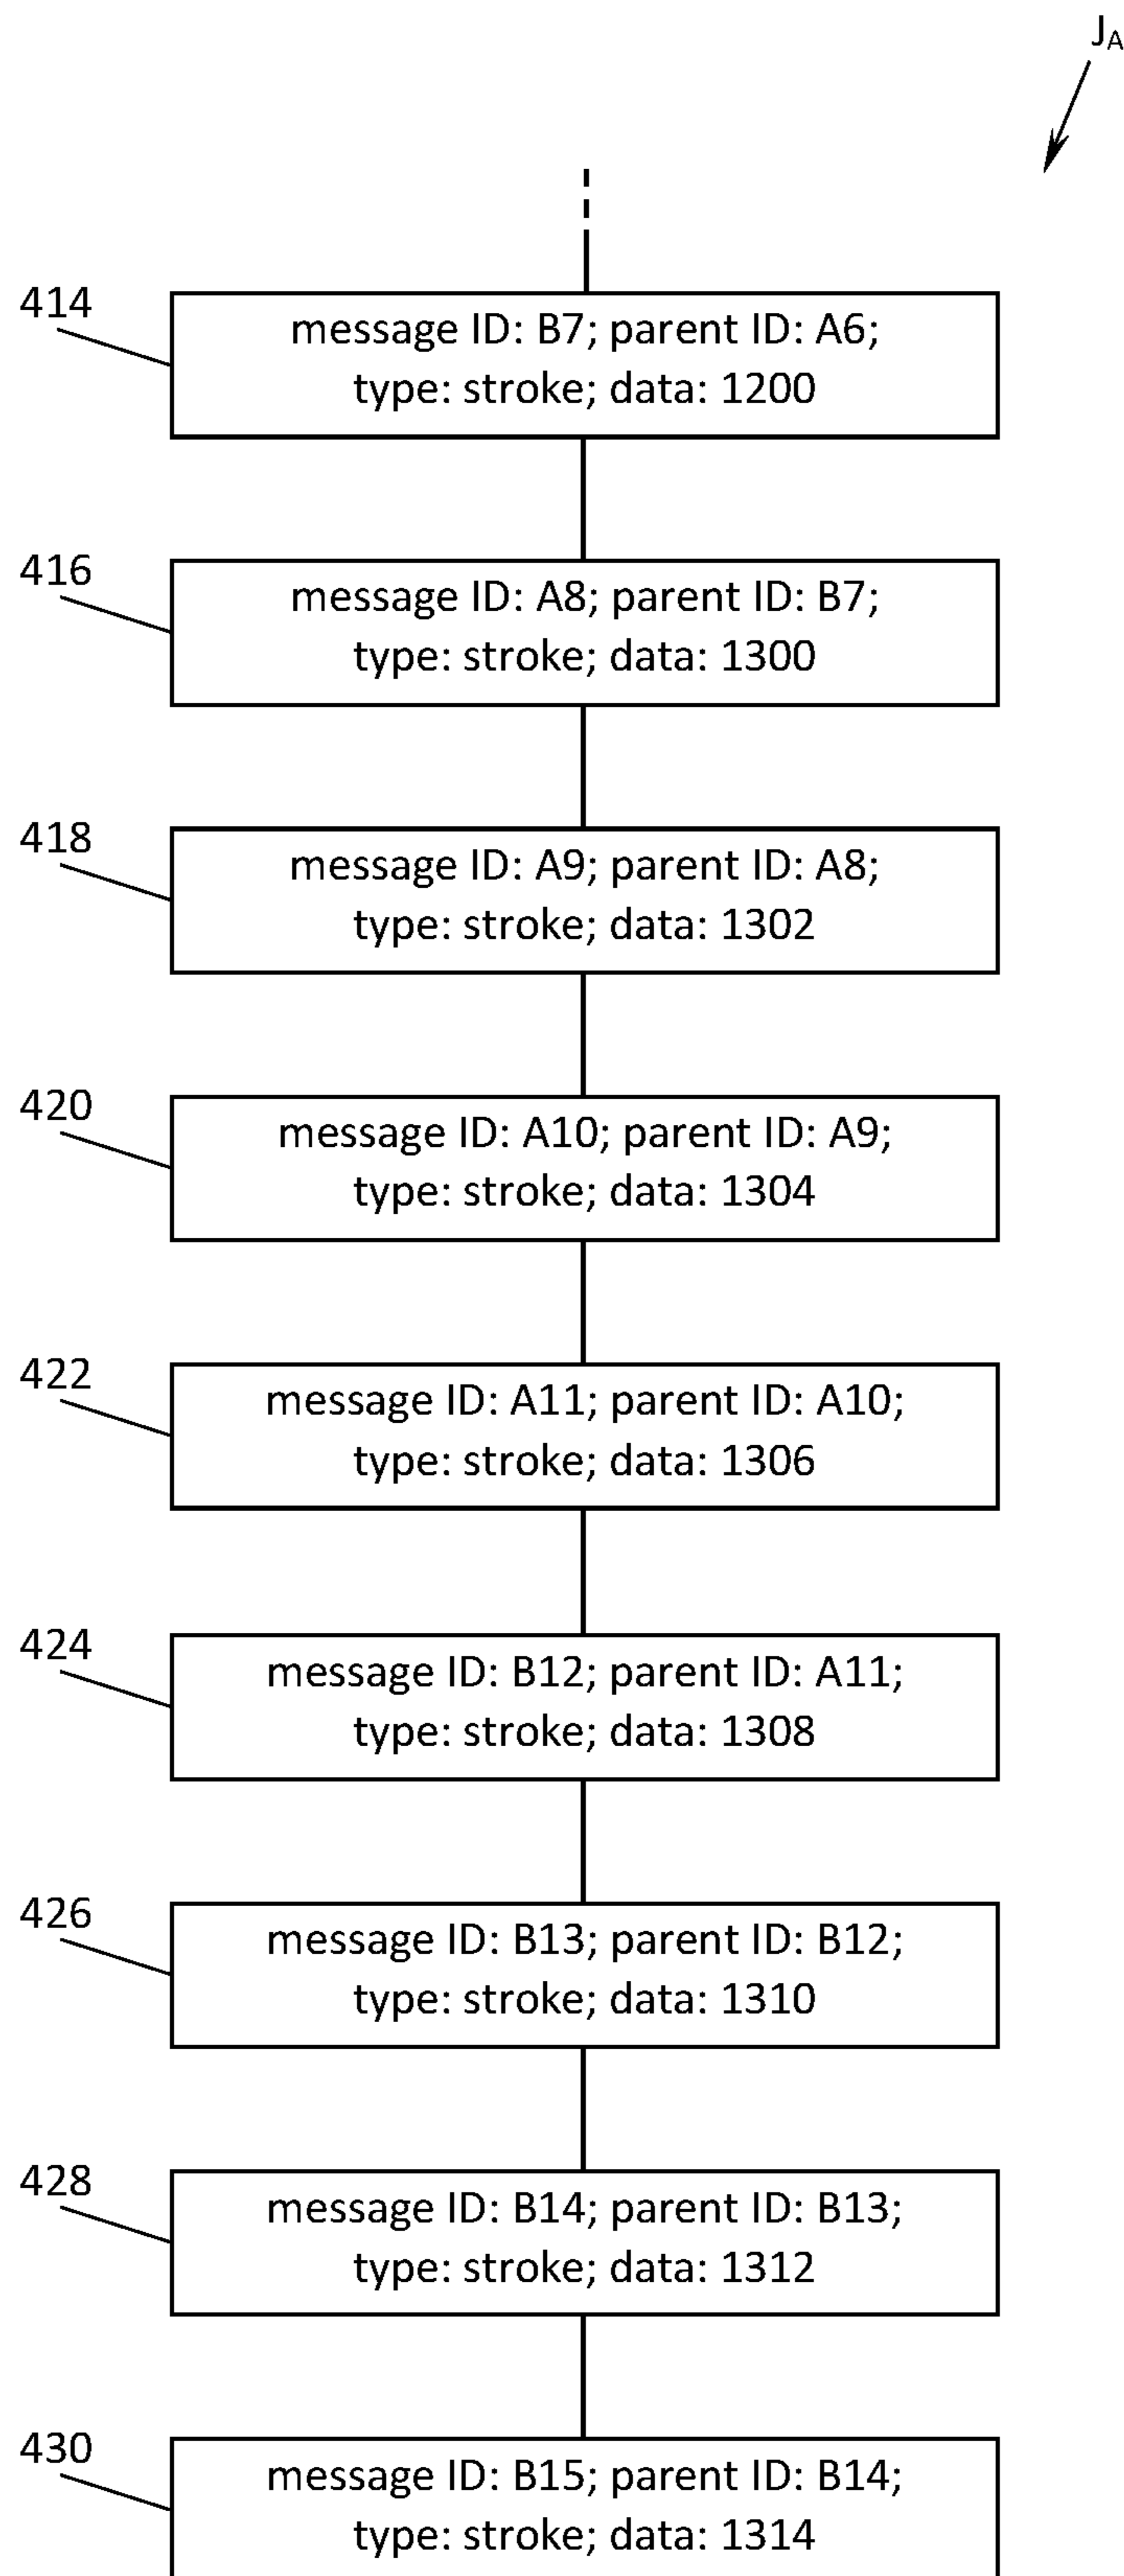 J_A
414
message ID: B7; parent ID: A6;
type: stroke; data: 1200
416
message ID: A8; parent ID: B7;
type: stroke; data: 1300
418
message ID: A9; parent ID: A8;
type: stroke; data: 1302
420
message ID: A10; parent ID: A9;
type: stroke; data: 1304
422
message ID: A11; parent ID: A10;
type: stroke; data: 1306
424
message ID: B12; parent ID: A11;
type: stroke; data: 1308
426
message ID: B13; parent ID: B12;
type: stroke; data: 1310
428
message ID: B14; parent ID: B13;
type: stroke; data: 1312
430
message ID: B15; parent ID: B14;
type: stroke; data: 1314